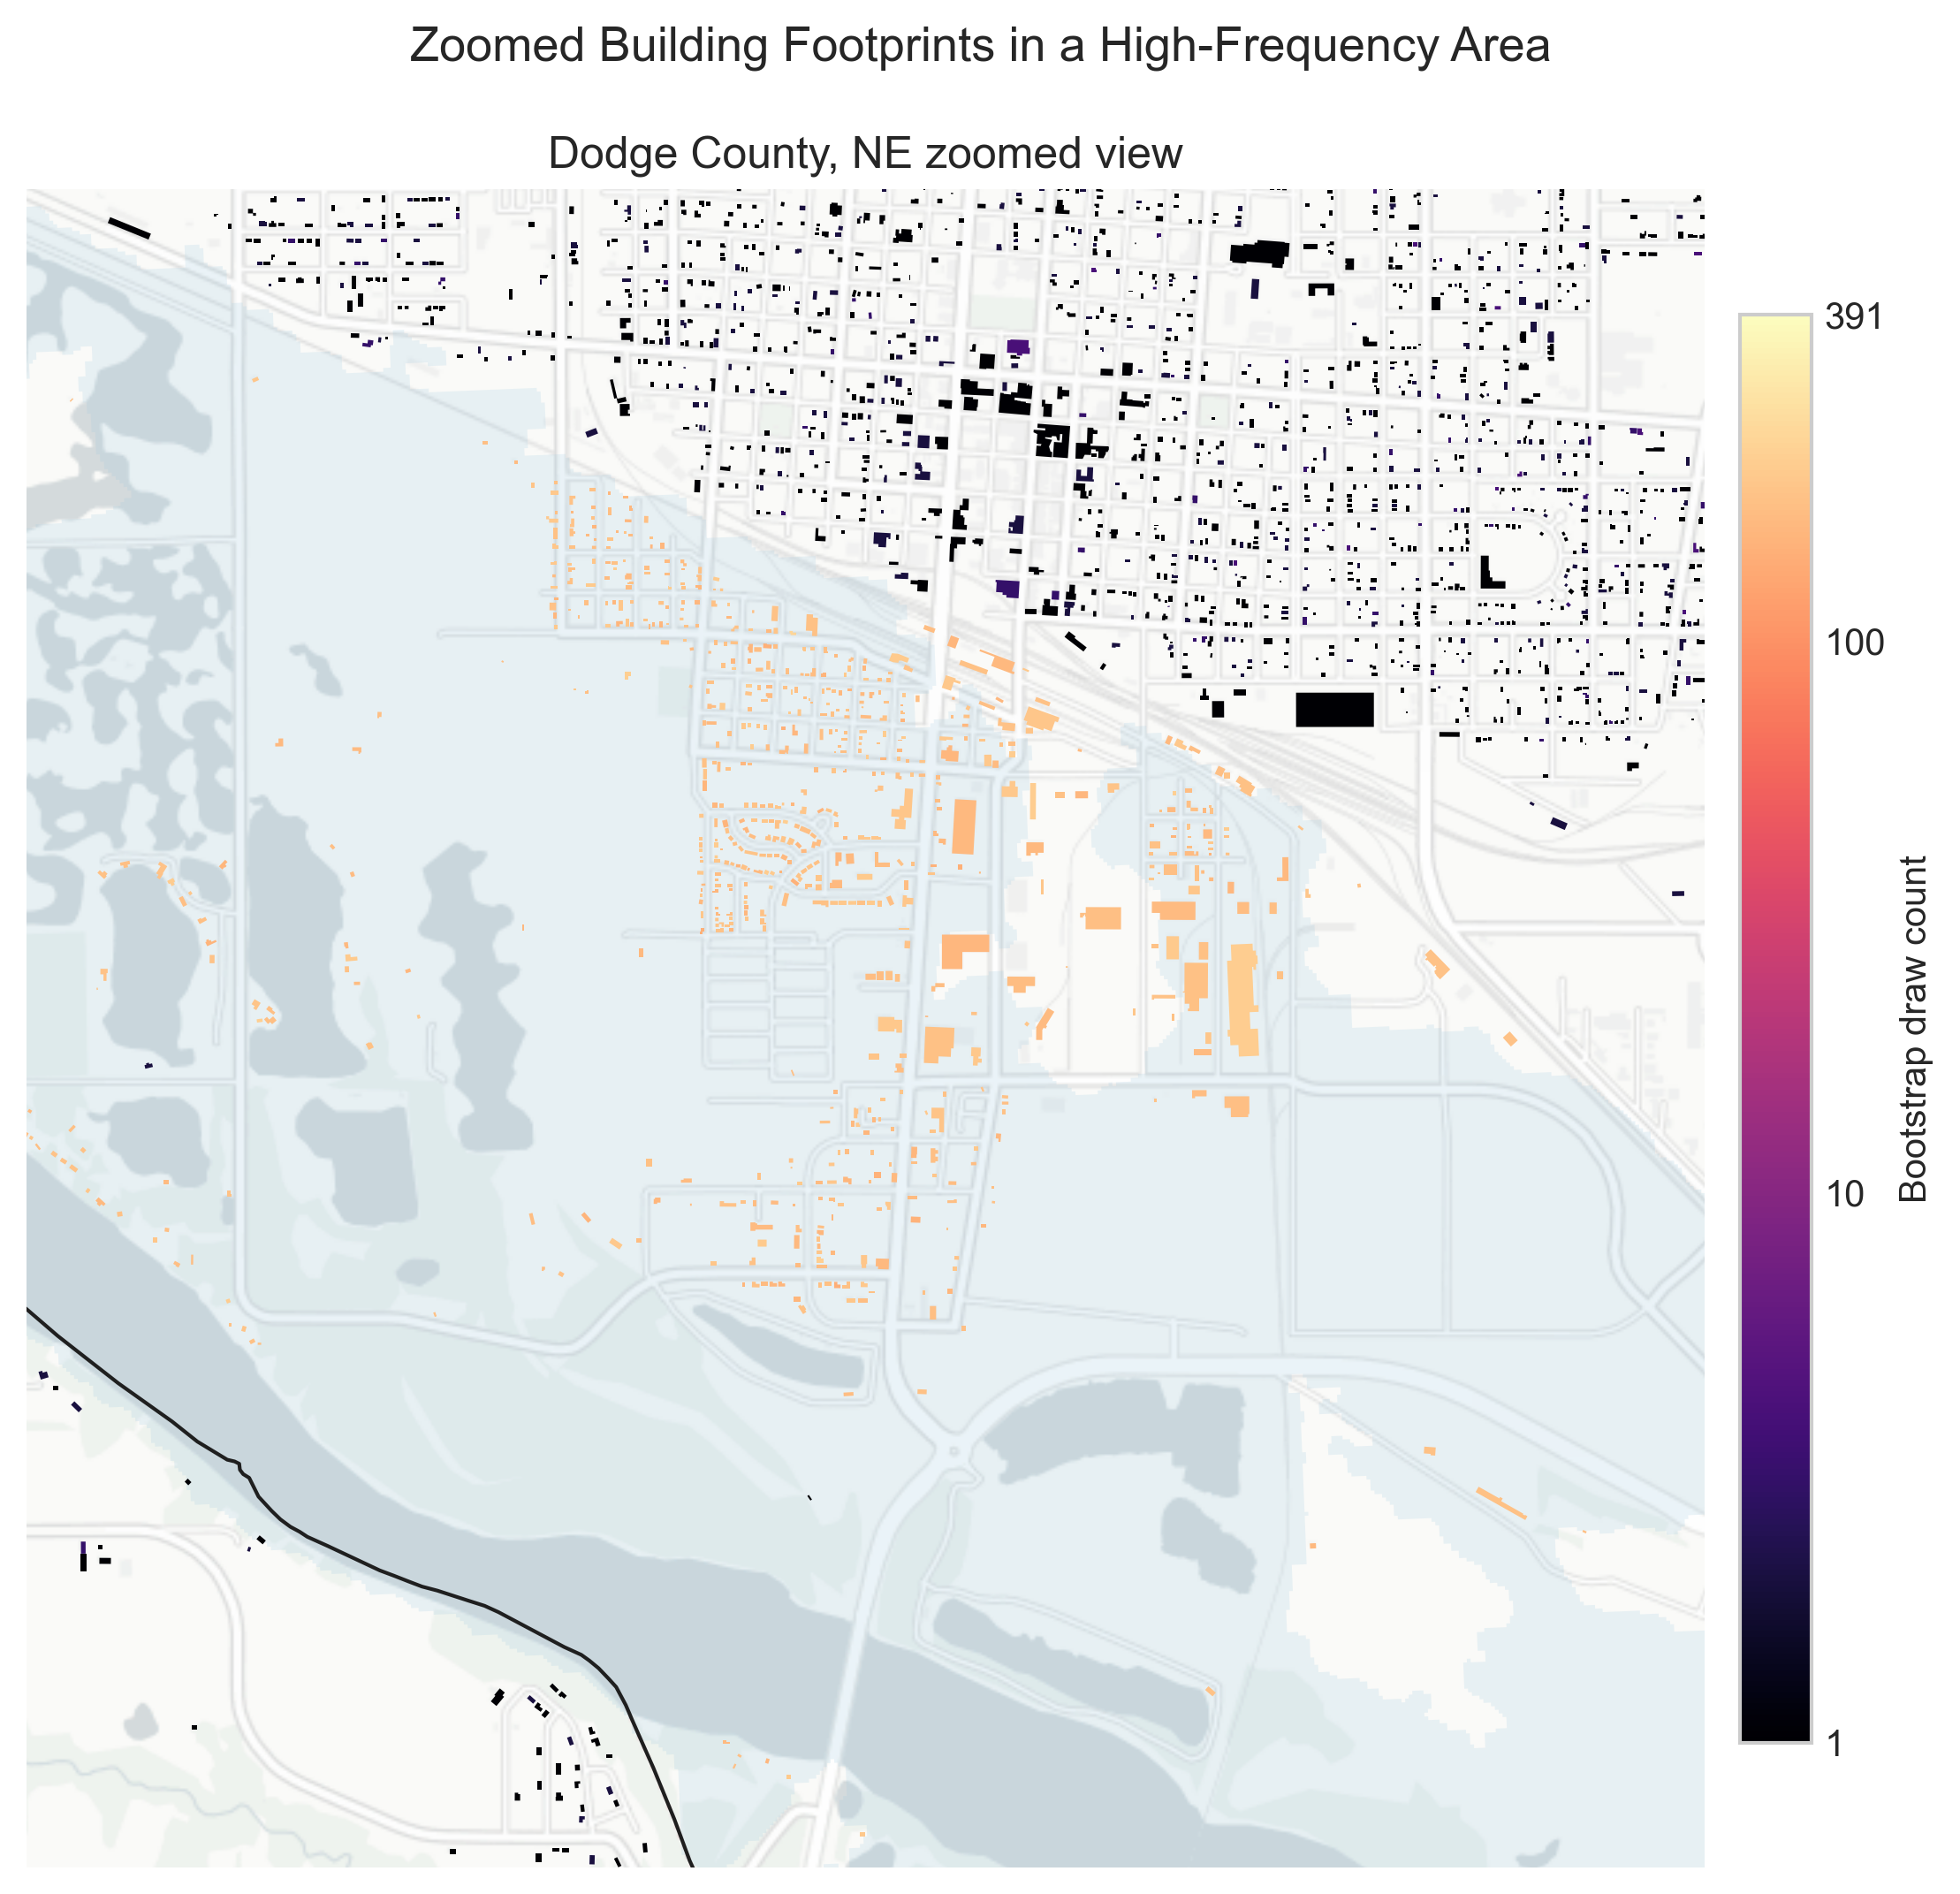 Zoomed Building Footprints in a High-Frequency Area
Dodge County, NE zoomed view
391
100
10
1
Bootstrap draw count